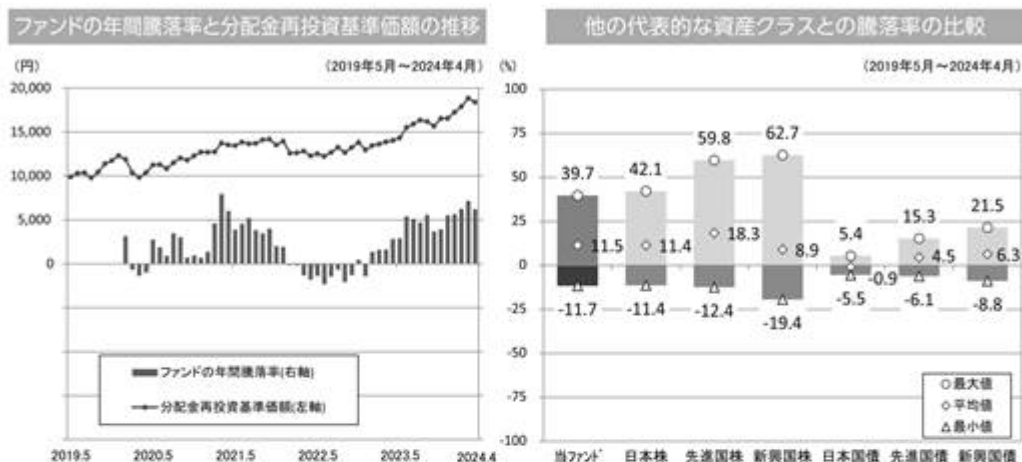 ファンドの年間騰落率と分配金再投資基準価額の推移
(円)
(2019年5月～2024年4月)
20,000
15,000
10,000
5,000
0
ファンドの年間騰落率(右軸)
分配金再投資基準価額(左軸)
2019.5
2020.5
2021.5
2022.5
2023.5
2024.4
他の代表的な資産クラスとの騰落率の比較
(%)
(2019年5月～2024年4月)
100
75
50
25
0
-25
-50
-75
-100
39.7
42.1
59.8
62.7
5.4
15.3
21.5
11.5
11.4
18.3
8.9
-0.9
4.5
6.3
-11.7
-11.4
-12.4
-19.4
-5.5
-6.1
-8.8
最大値
平均値
最小値
当ファンド
日本株
先進国株
新興国株
日本国債
先進国債
新興国債